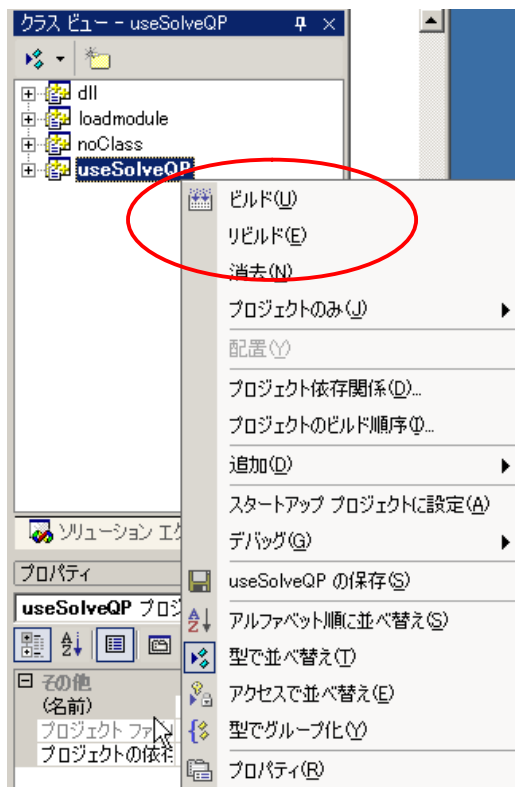 クラス ビュー - useSolveQP
dll
loadmodule
noClass
useSolveQP
ビルド(U)
リビルド(E)
消去(N)
プロジェクトのみ(J)
配置(Y)
プロジェクト依存関係(D)...
プロジェクトのビルド順序(I)...
追加(D)
スタートアップ プロジェクトに設定(A)
デバッグ(G)
useSolveQP の保存(S)
アルファベット順に並べ替え(S)
型で並べ替え(T)
アクセスで並べ替え(E)
型でグループ化(Y)
プロパティ(R)
ソリューション エク
プロパティ
useSolveQP プロジ
その他
(名前)
プロジェクト ファ
プロジェクトの依存